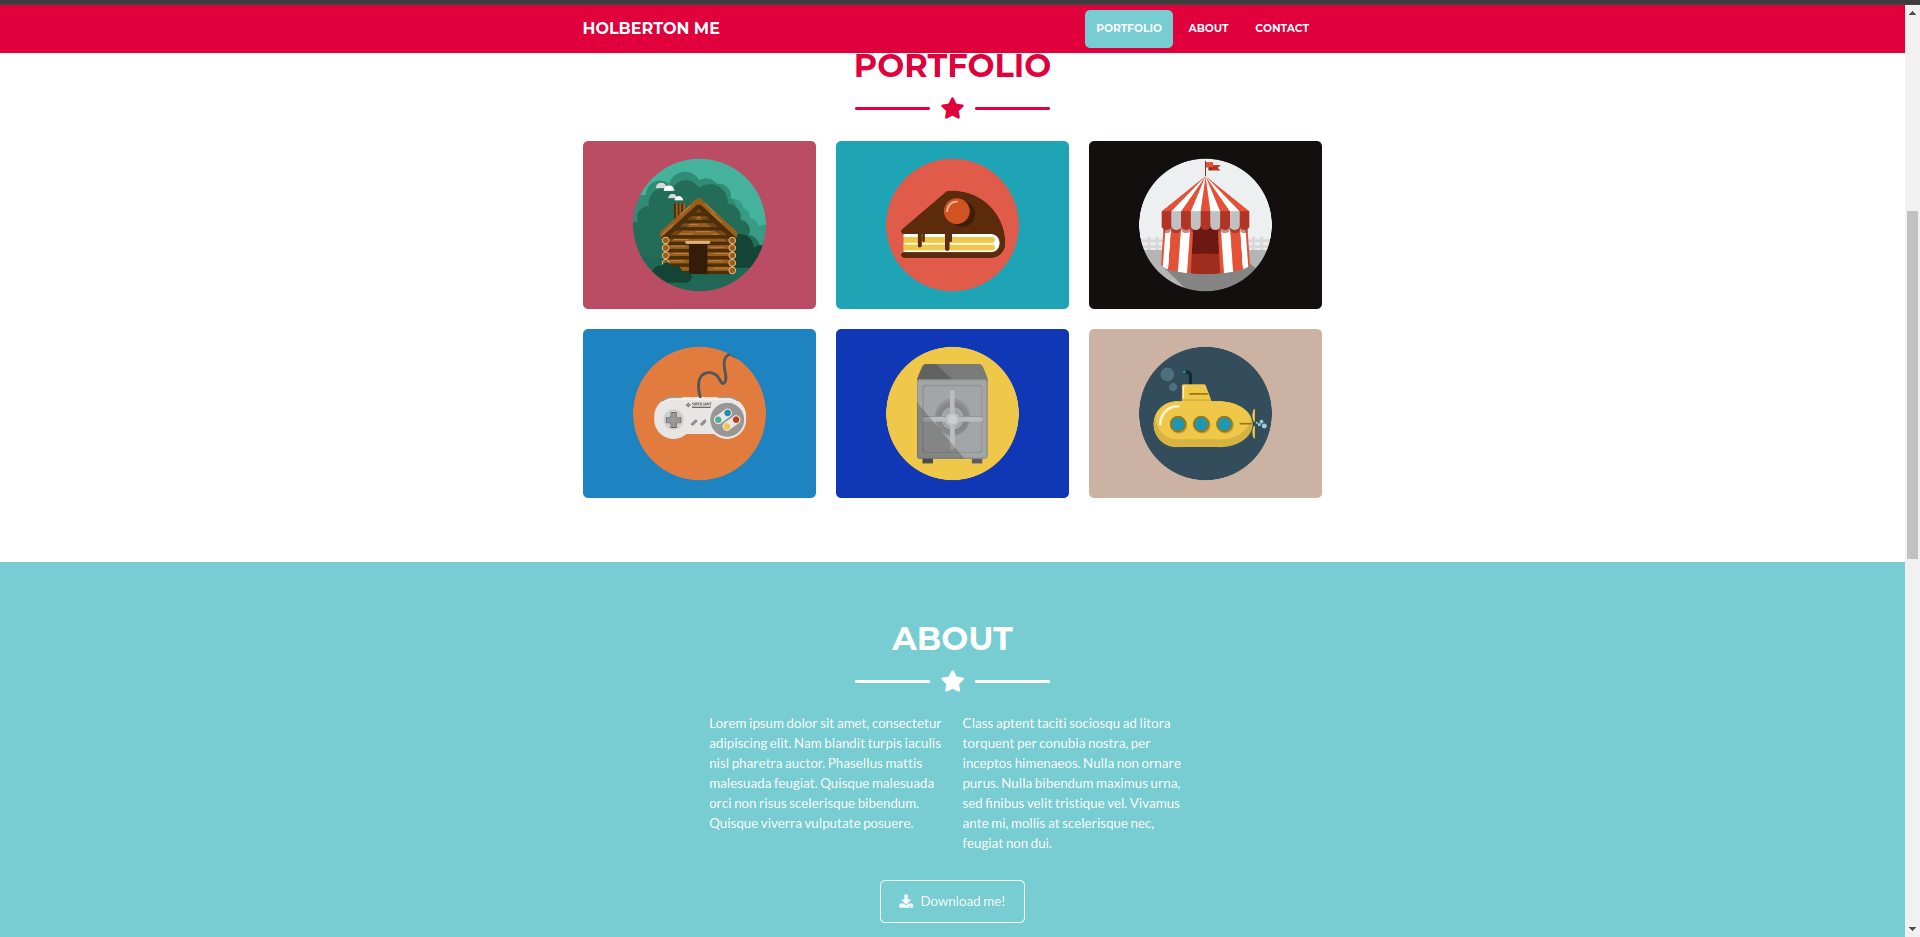 HOLBERTON ME
PORTFOLIO
ABOUT
CONTACT
PORTFOLIO
ABOUT
Lorem ipsum dolor sit amet, consectetur
adipiscing elit. Nam blandit turpis iaculis
nisl pharetra auctor. Phasellus mattis
malesuada feugiat. Quisque malesuada
orci non risus scelerisque bibendum.
Quisque viverra vulputate posuere.
Class aptent taciti sociosqu ad litora
torquent per conubia nostra, per
inceptos himenaeos. Nulla non ornare
purus. Nulla bibendum maximus urna,
sed finibus velit tristique vel. Vivamus
ante mi, mollis at scelerisque nec,
feugiat non dui.
Download me!